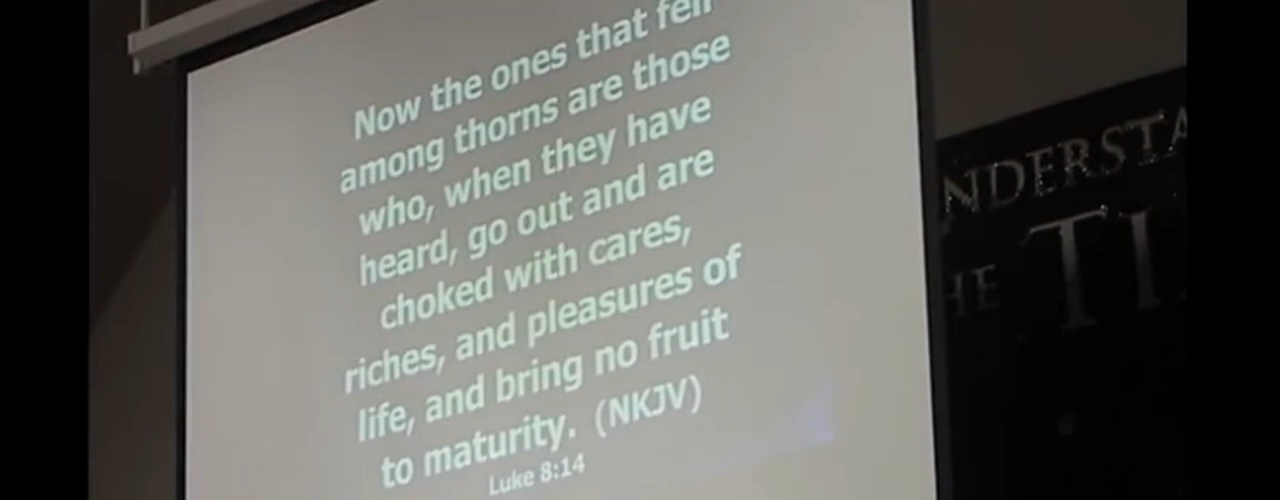 Now the ones that fell
among thorns are those
who, when they have
heard, go out and are
choked with cares,
riches, and pleasures of
life, and bring no fruit
to maturity. (NKJV)
Luke 8:14